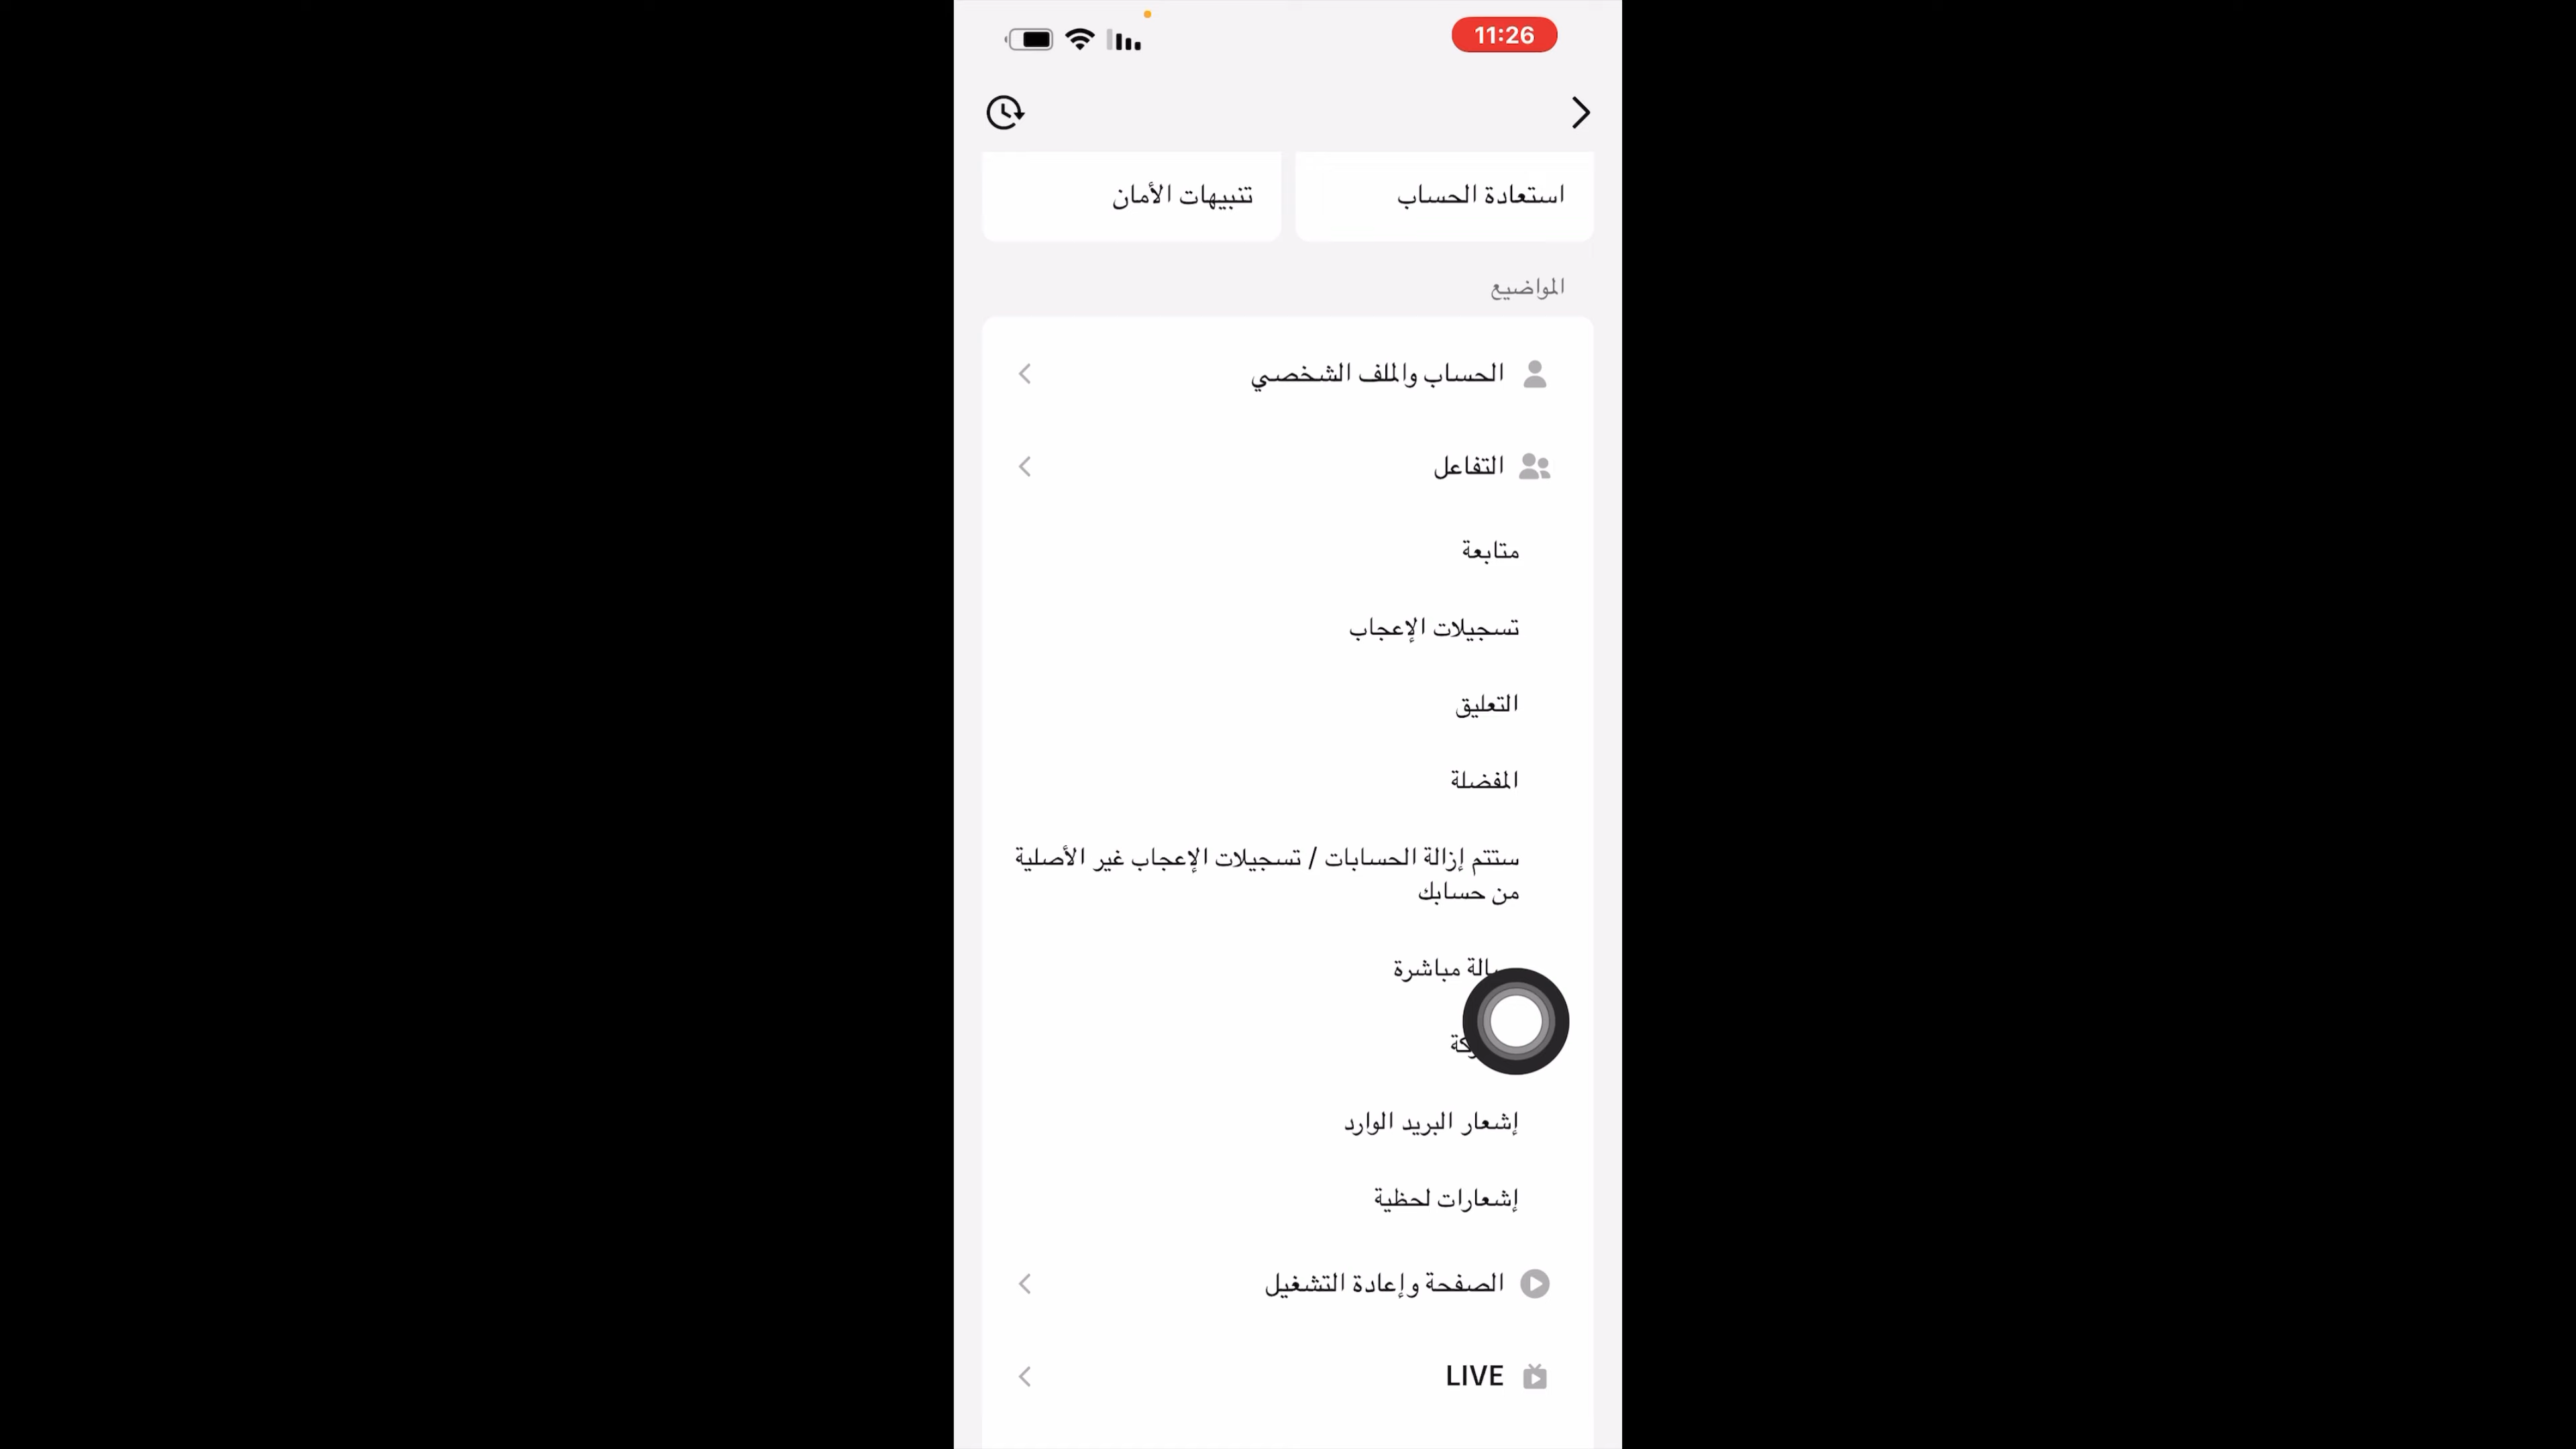 11:26
استعادة الحساب
تنبيهات الأمان
المواضيع
الحساب والملف الشخصي
التفاعل
متابعة
تسجيلات الإعجاب
التعليق
المفضلة
ستتم إزالة الحسابات / تسجيلات الإعجاب غير الأصلية
من حسابك
مباشرة
إشعار البريد الوارد
إشعارات لحظية
الصفحة وإعادة التشغيل
LIVE